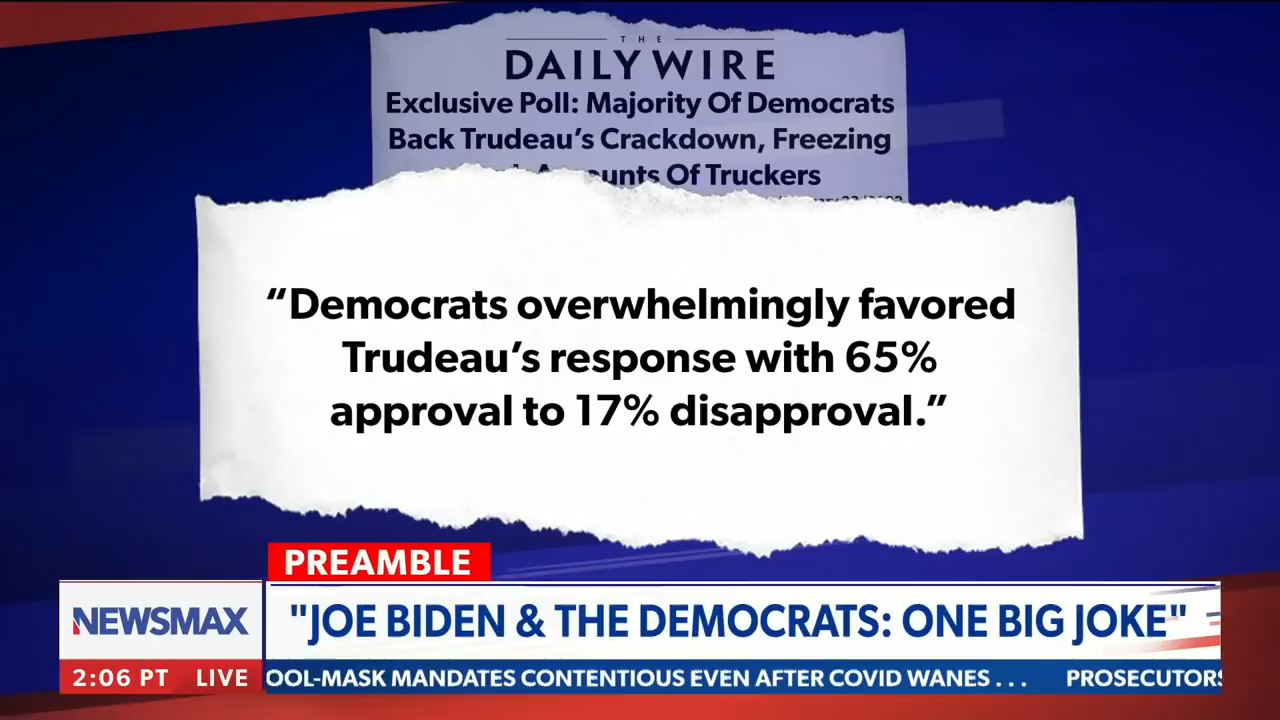 THE
DAILY WIRE
Exclusive Poll: Majority Of Democrats
Back Trudeau's Crackdown, Freezing
Of Truckers
“Democrats overwhelmingly favored
Trudeau’s response with 65%
approval to 17% disapproval.”
PREAMBLE
NEWSMAX
"JOE BIDEN & THE DEMOCRATS: ONE BIG JOKE"
2:06 PT LIVE
OOL-MASK MANDATES CONTENTIOUS EVEN AFTER COVID WANES . . . PROSECUTORS